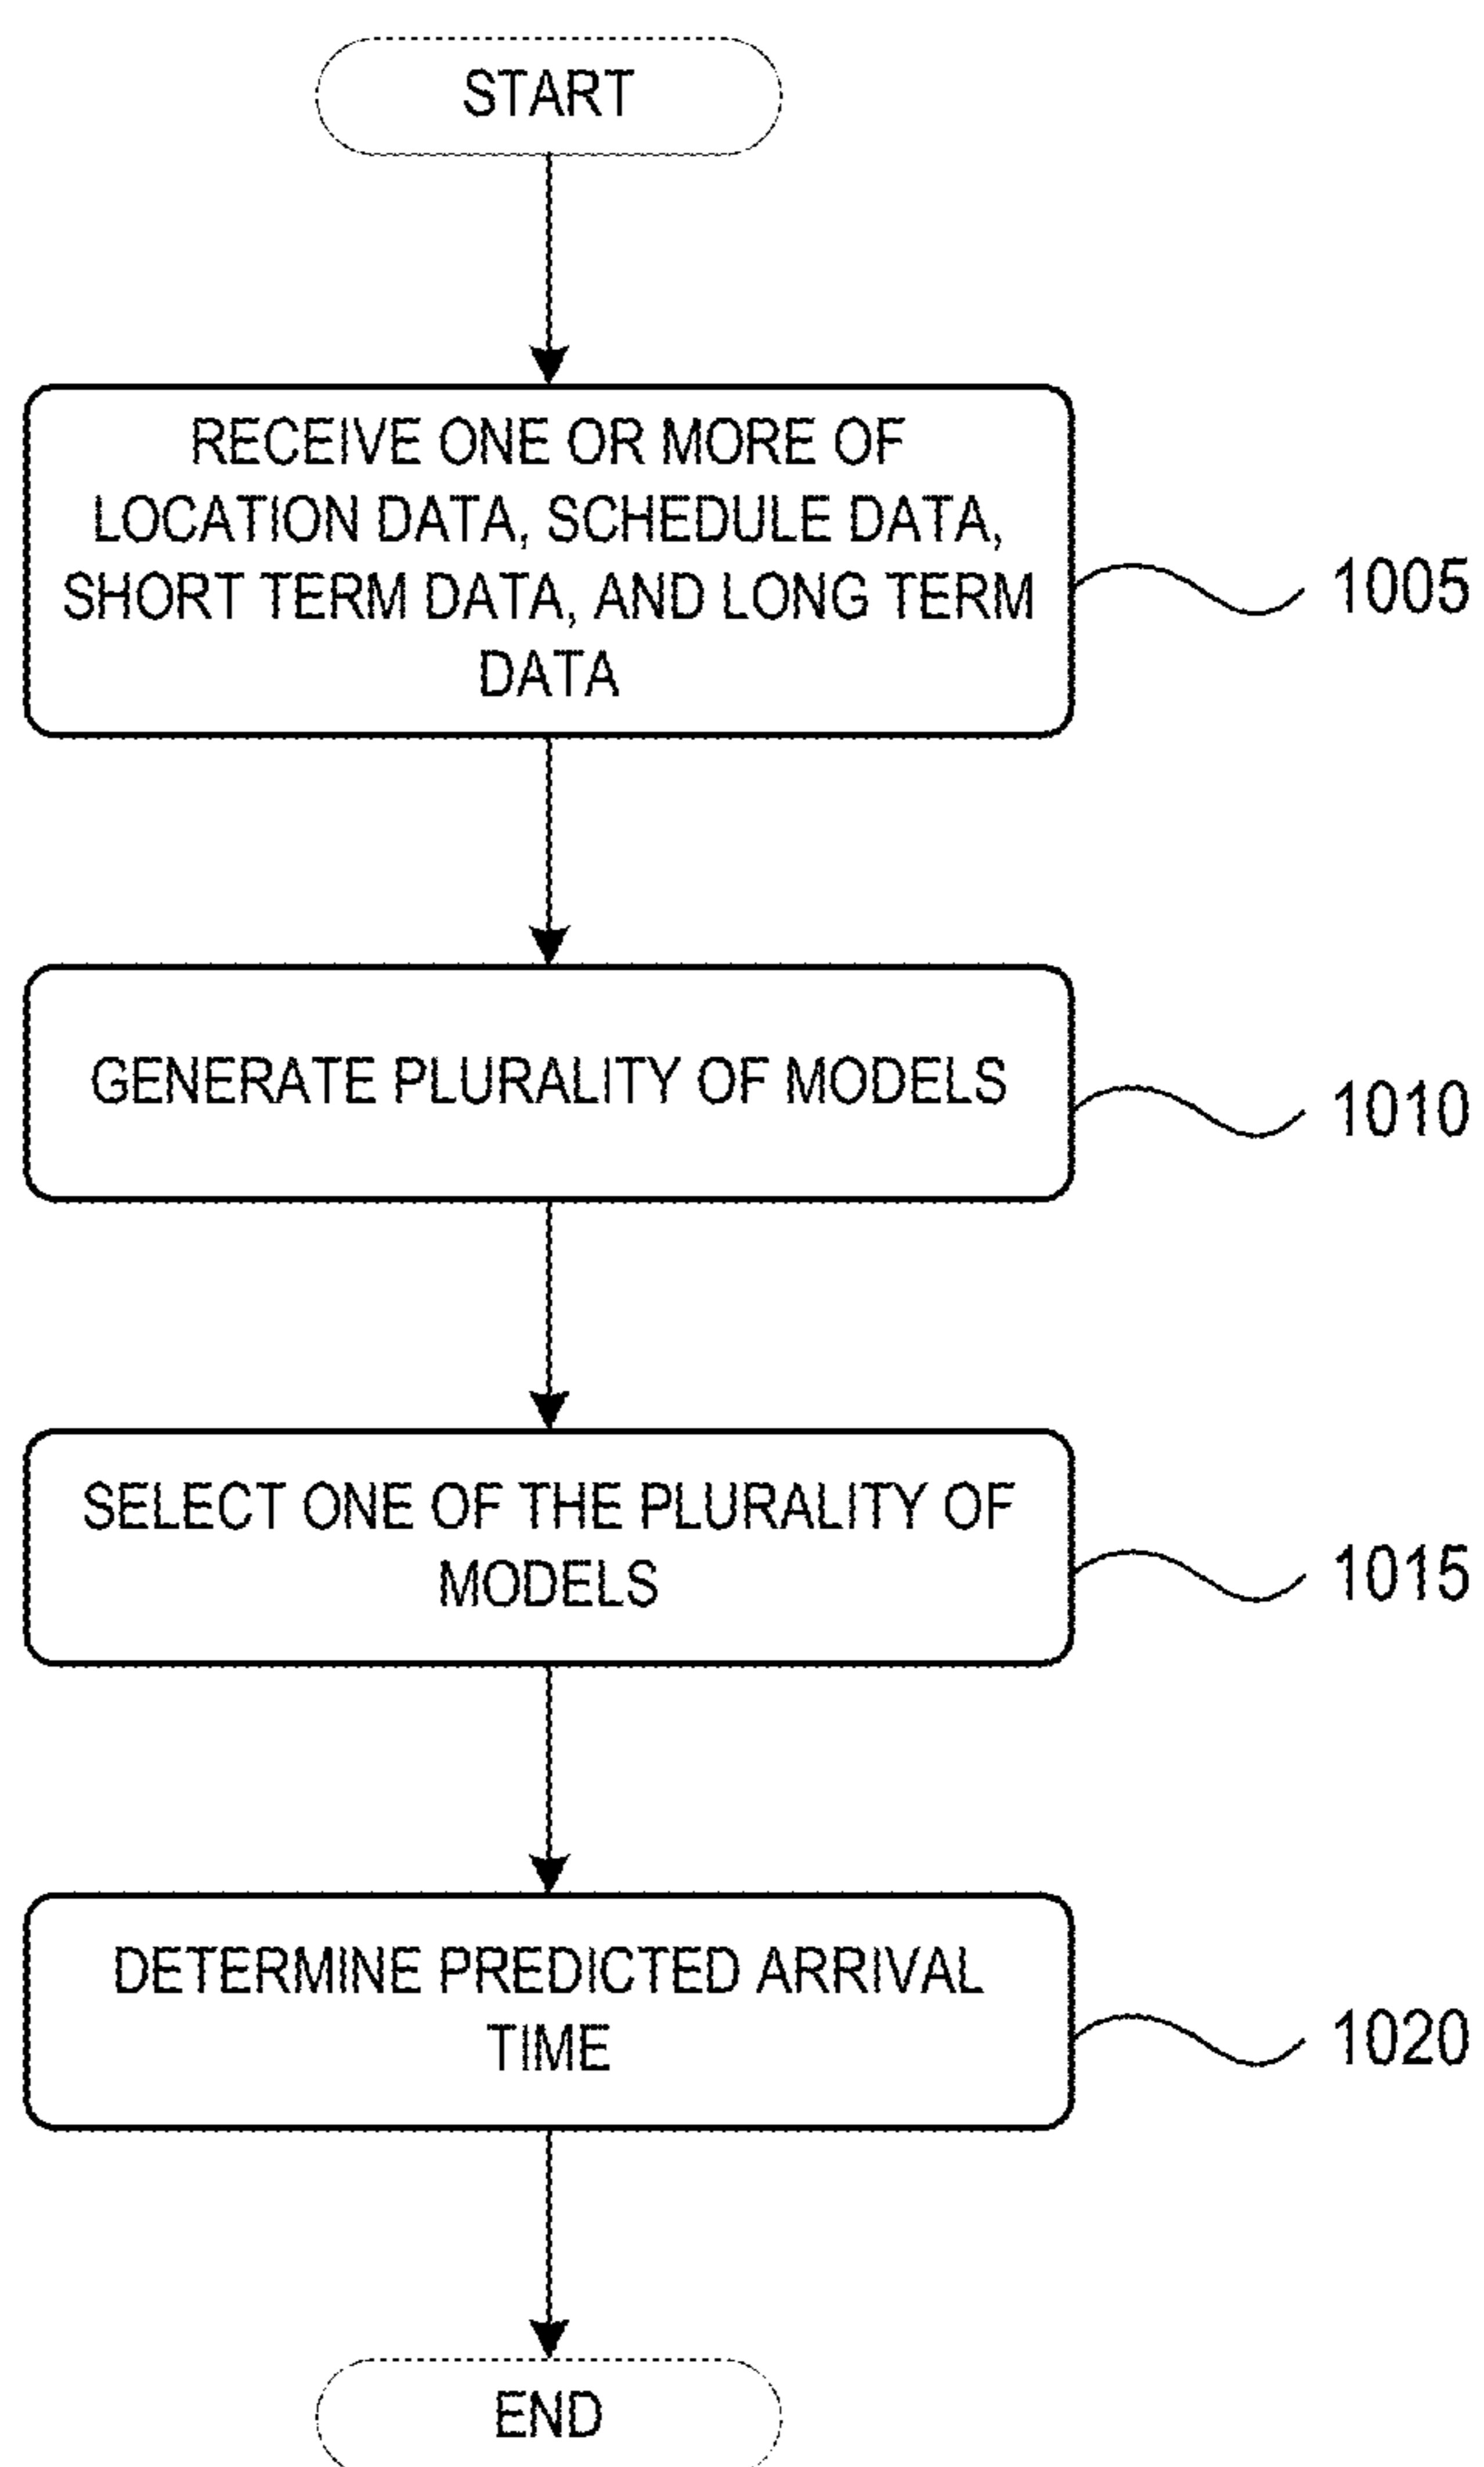 START
RECEIVE ONE OR MORE OF
LOCATION DATA, SCHEDULE DATA,
SHORT TERM DATA, AND LONG TERM
DATA
1005
GENERATE PLURALITY OF MODELS
1010
SELECT ONE OF THE PLURALITY OF
MODELS
1015
DETERMINE PREDICTED ARRIVAL
TIME
1020
END